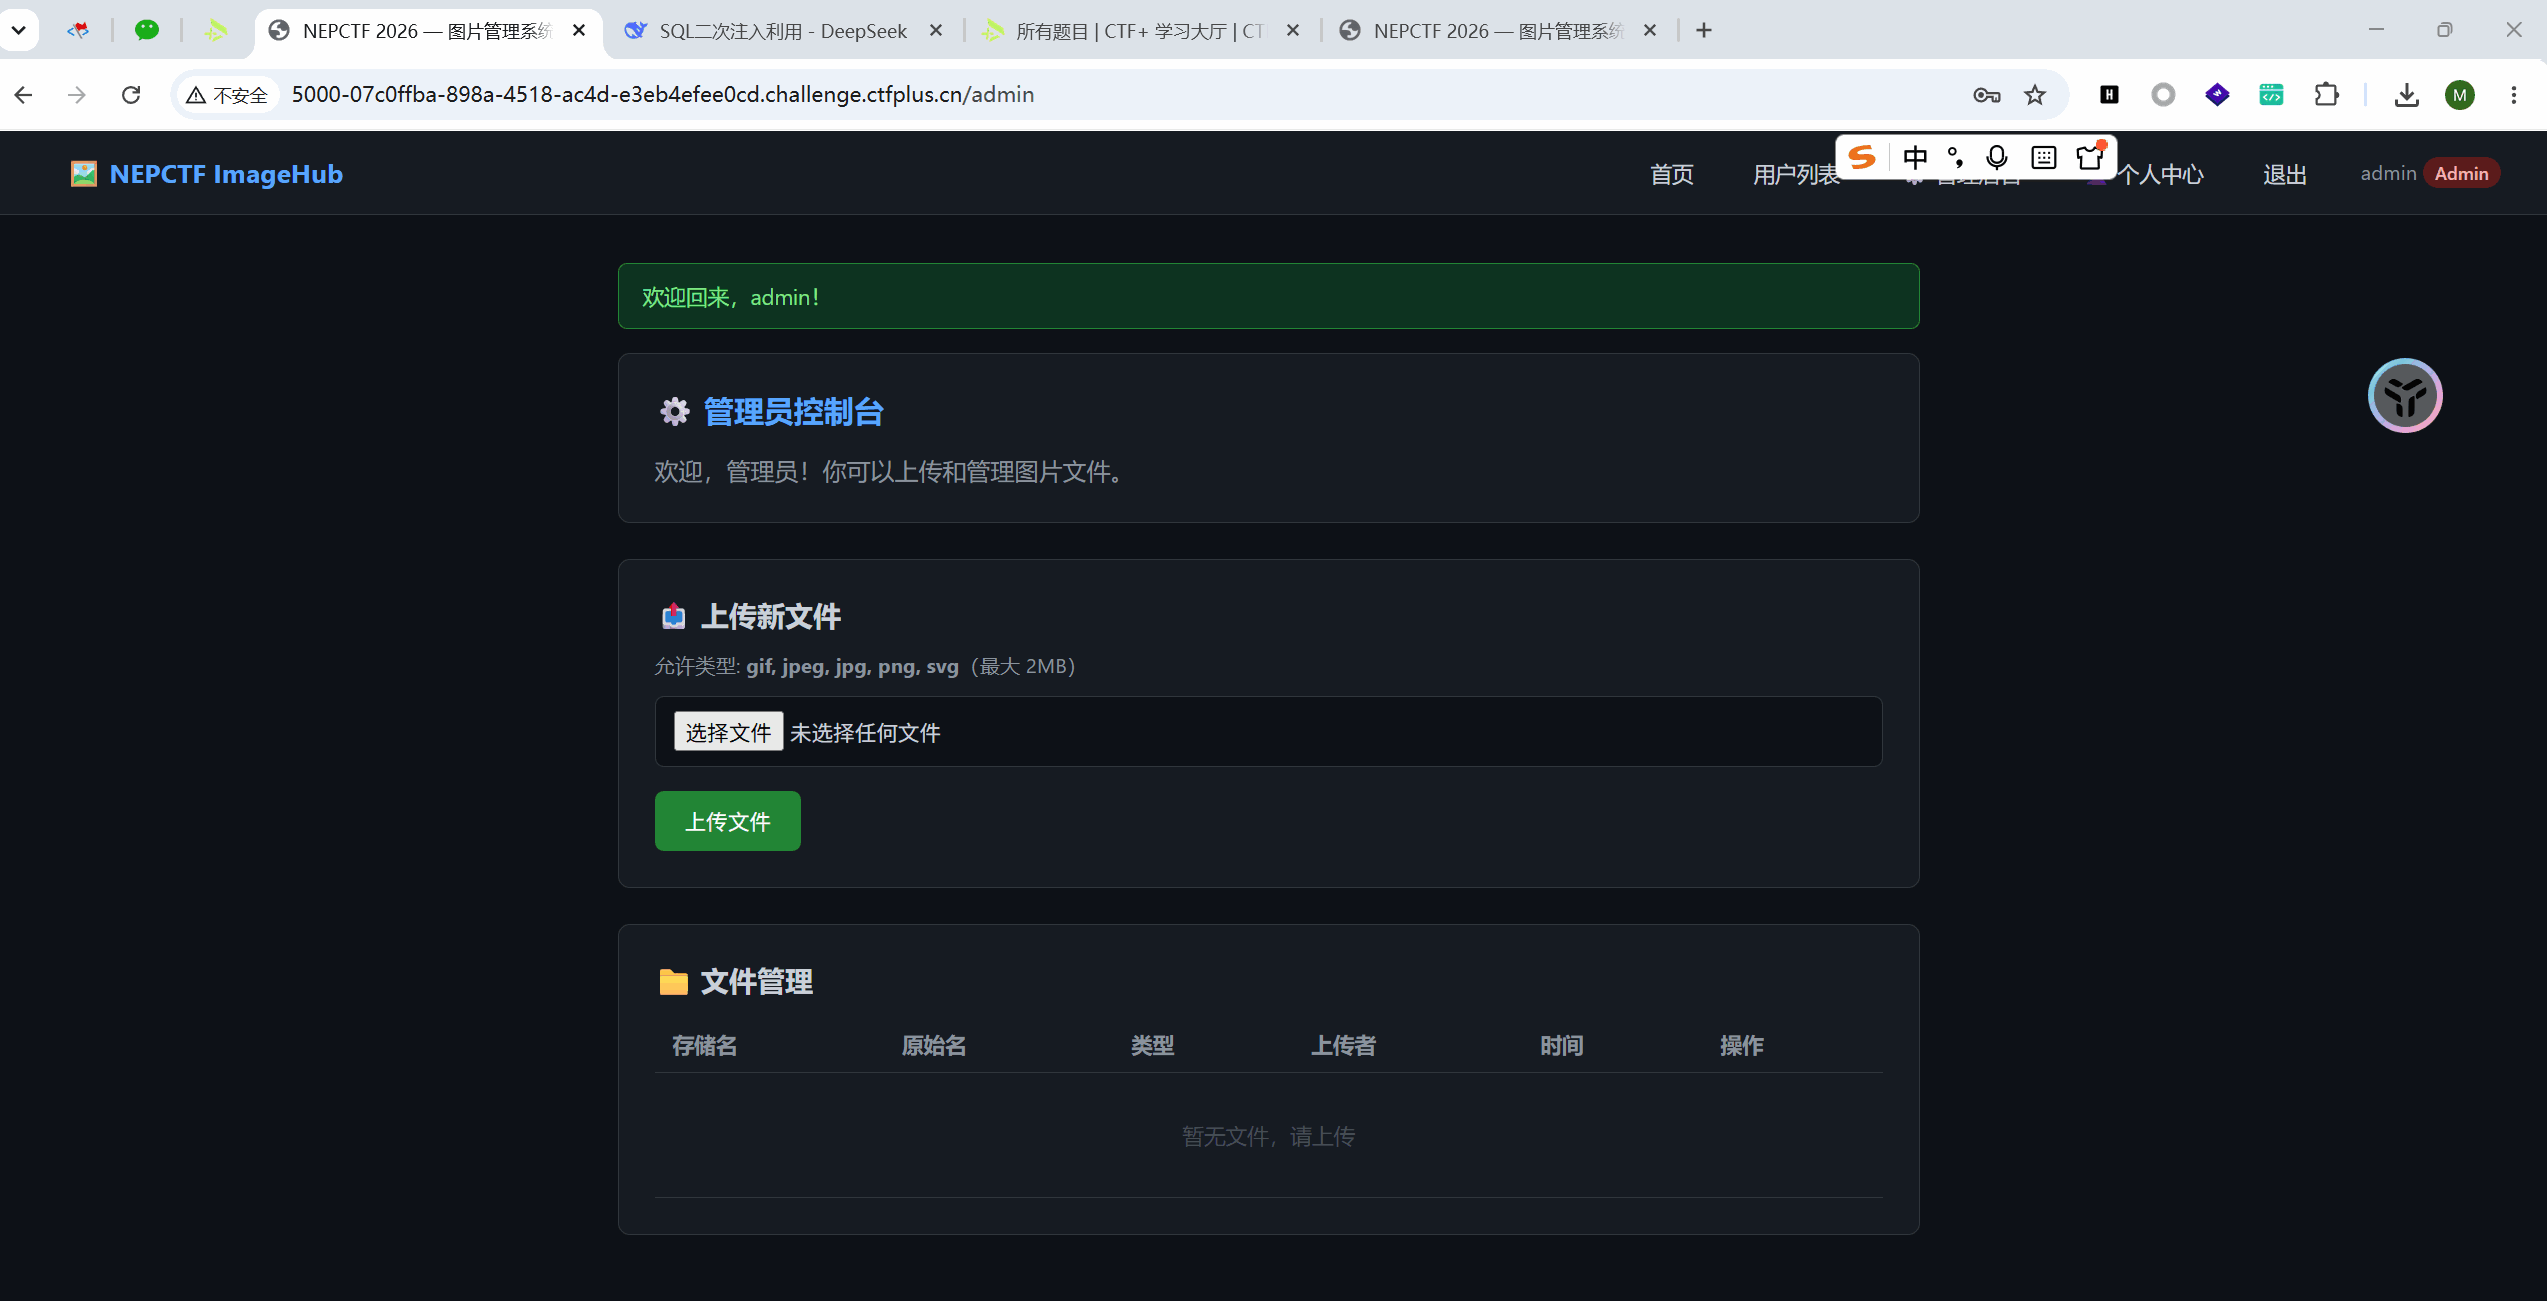 NEPCTF 2026 — 图片管理系统
SQL二次注入利用 - DeepSeek
所有题目 | CTF+ 学习大厅 | CT
NEPCTF 2026 — 图片管理系统
不安全
5000-07c0ffba-898a-4518-ac4d-e3eb4efee0cd.challenge.ctfplus.cn/admin
H
M
NEPCTF ImageHub
首页
用户列表
中
个人中心
退出
admin
Admin
欢迎回来，admin！
管理员控制台
欢迎，管理员！你可以上传和管理图片文件。
上传新文件
允许类型: gif, jpeg, jpg, png, svg（最大 2MB）
选择文件 未选择任何文件
上传文件
文件管理
存储名 原始名 类型 上传者 时间 操作
暂无文件，请上传